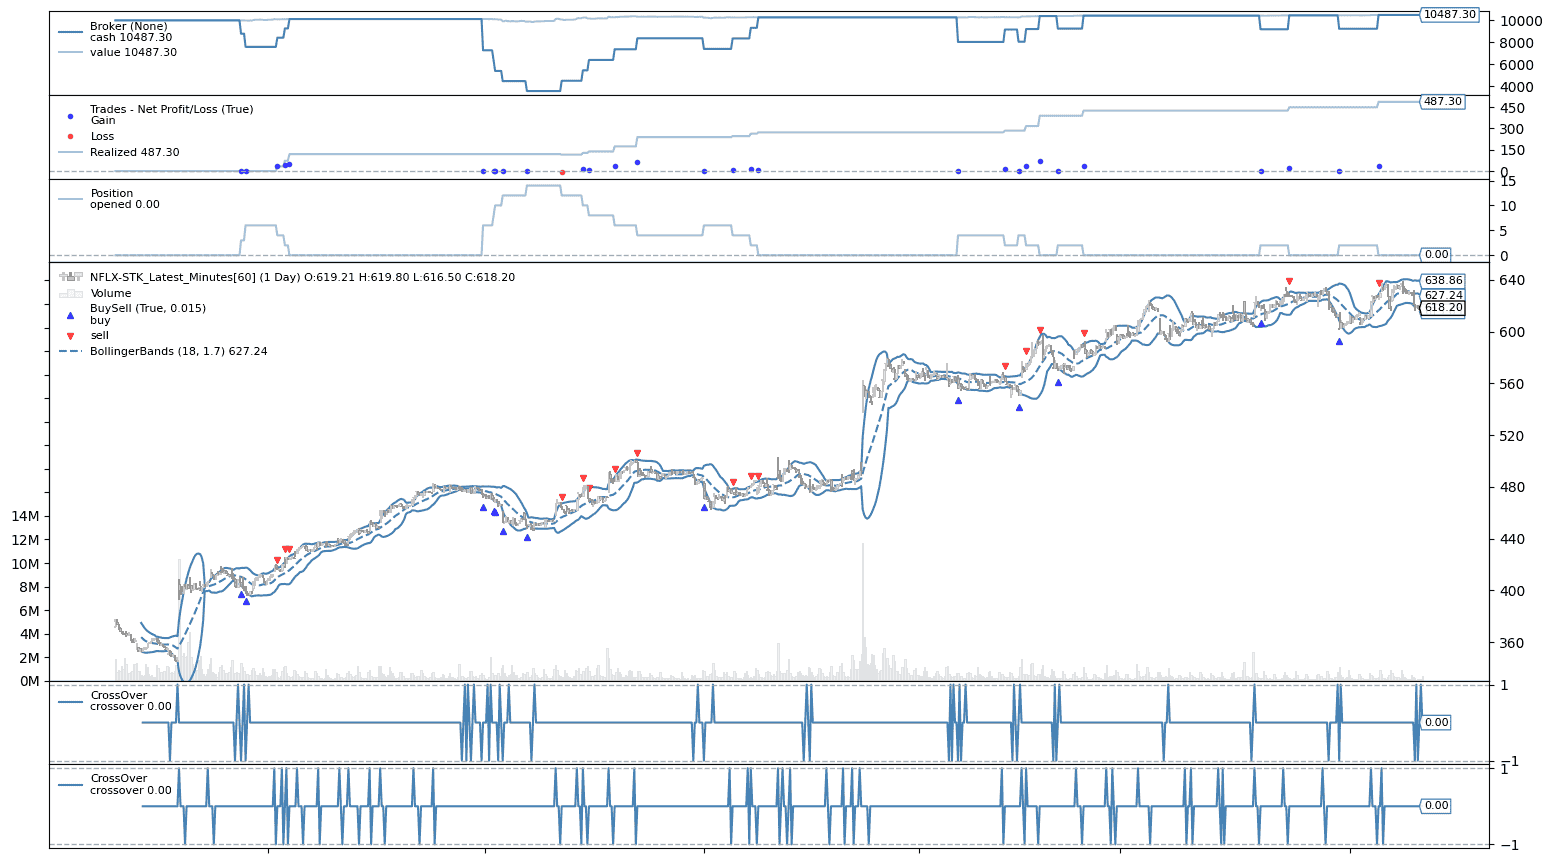 Broker (None)
cash 10487.30
value 10487.30
10487.30
10000
8000
6000
4000
Trades - Net Profit/Loss (True)
Gain
Loss
Realized 487.30
487.30
450
300
150
0
Position
opened 0.00
15
10
5
0
0.00
NFLX-STK_Latest_Minutes[60] (1 Day) O:619.21 H:619.80 L:616.50 C:618.20
Volume
BuySell (True, 0.015)
buy
sell
BollingerBands (18, 1.7) 627.24
638.86
627.24
618.20
640
600
560
520
480
440
400
360
14M
12M
10M
8M
6M
4M
2M
0M
CrossOver
crossover 0.00
1
0.00
−1
CrossOver
crossover 0.00
1
0.00
−1